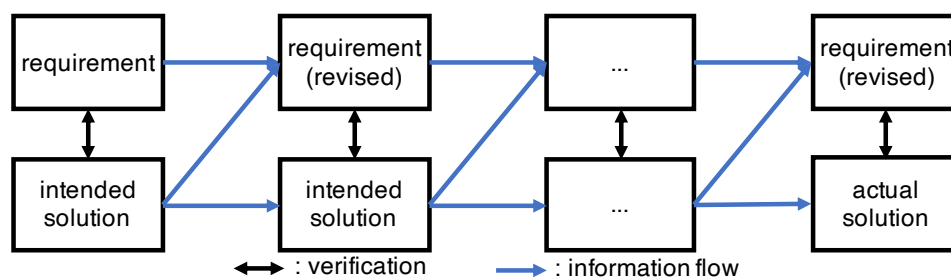 requirement
requirement
(revised)
...
requirement
(revised)
intended
solution
intended
solution
...
actual
solution
: verification
: information flow